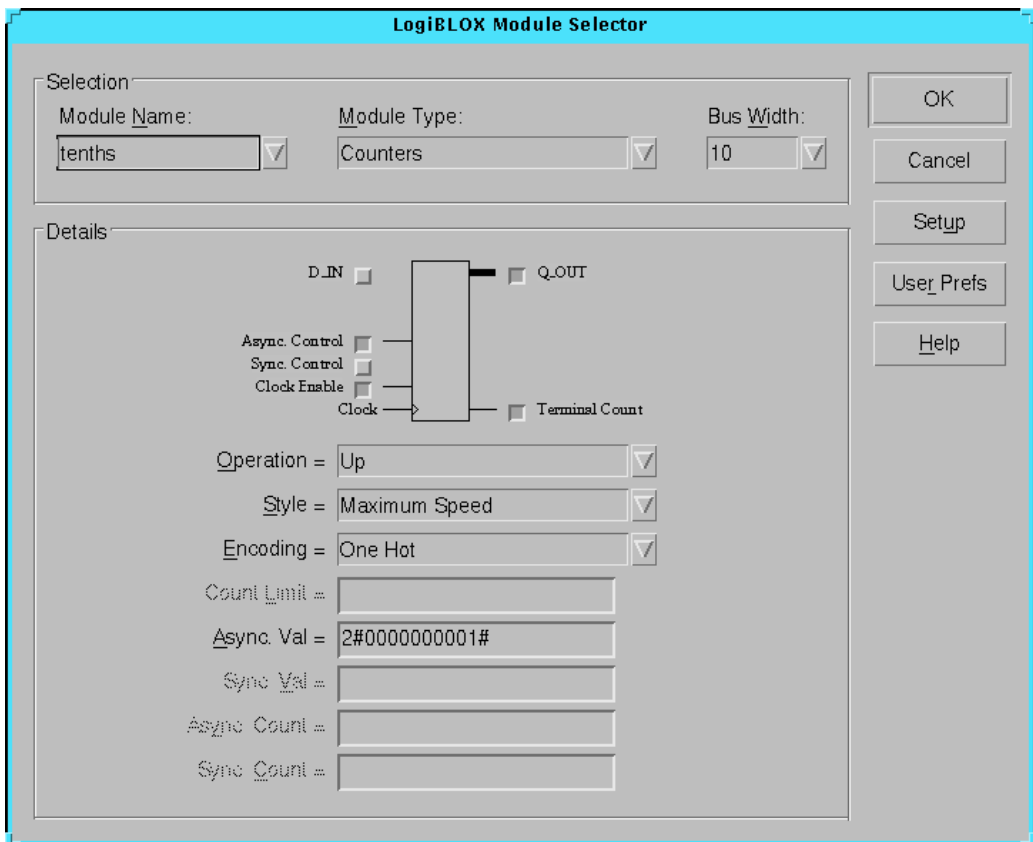 LogiBLOX Module Selector
Selection
Module Name: Module Type: Bus Width:
tenths Counters 10
OK
Cancel
Setup
User Prefs
Help
Details
D_IN Q_OUT
Async. Control
Sync. Control
Clock Enable
Clock Terminal Count
Operation = Up
Style = Maximum Speed
Encoding = One Hot
Count Limit =
Async. Val = 2#0000000001#
Sync Val =
Async Count =
Sync Count =